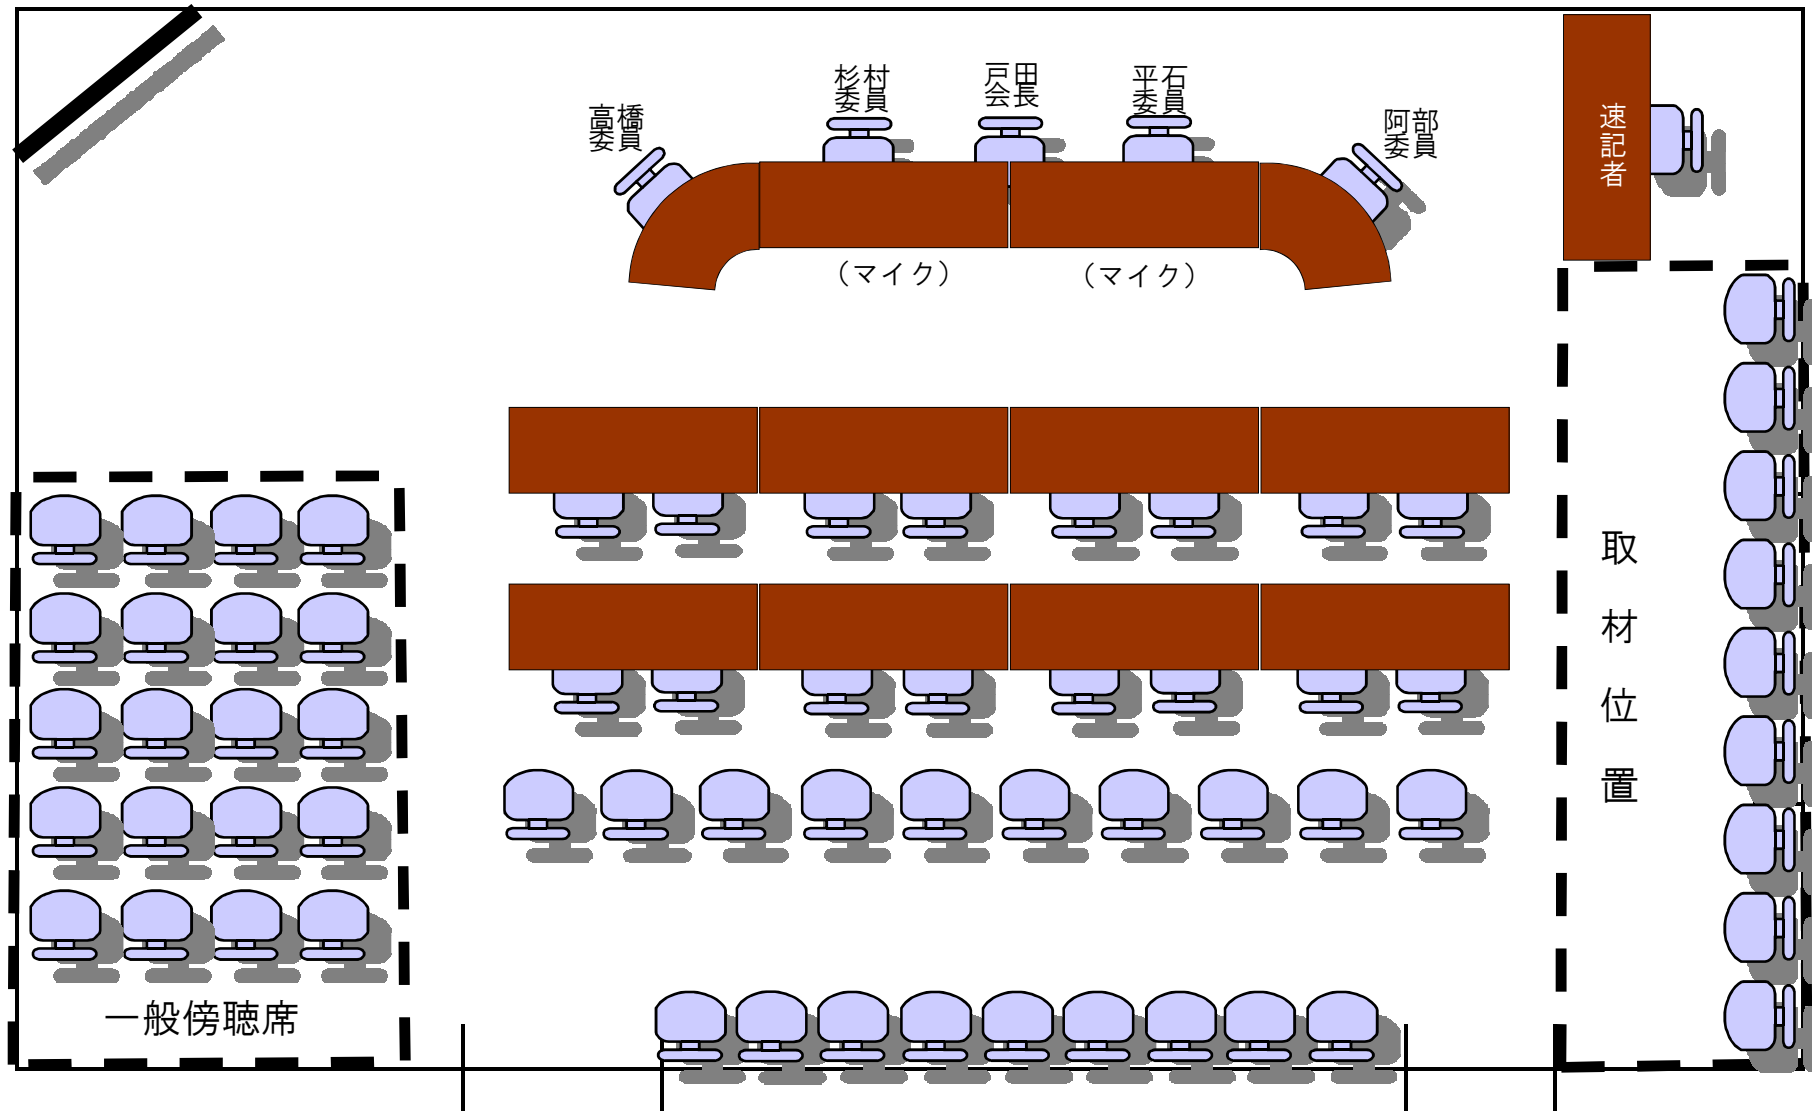 高橋
委員
杉村
委員
戸田
会長
平石
委員
阿部
委員
速記者
（マイク）
（マイク）
取材位置
一般傍聴席